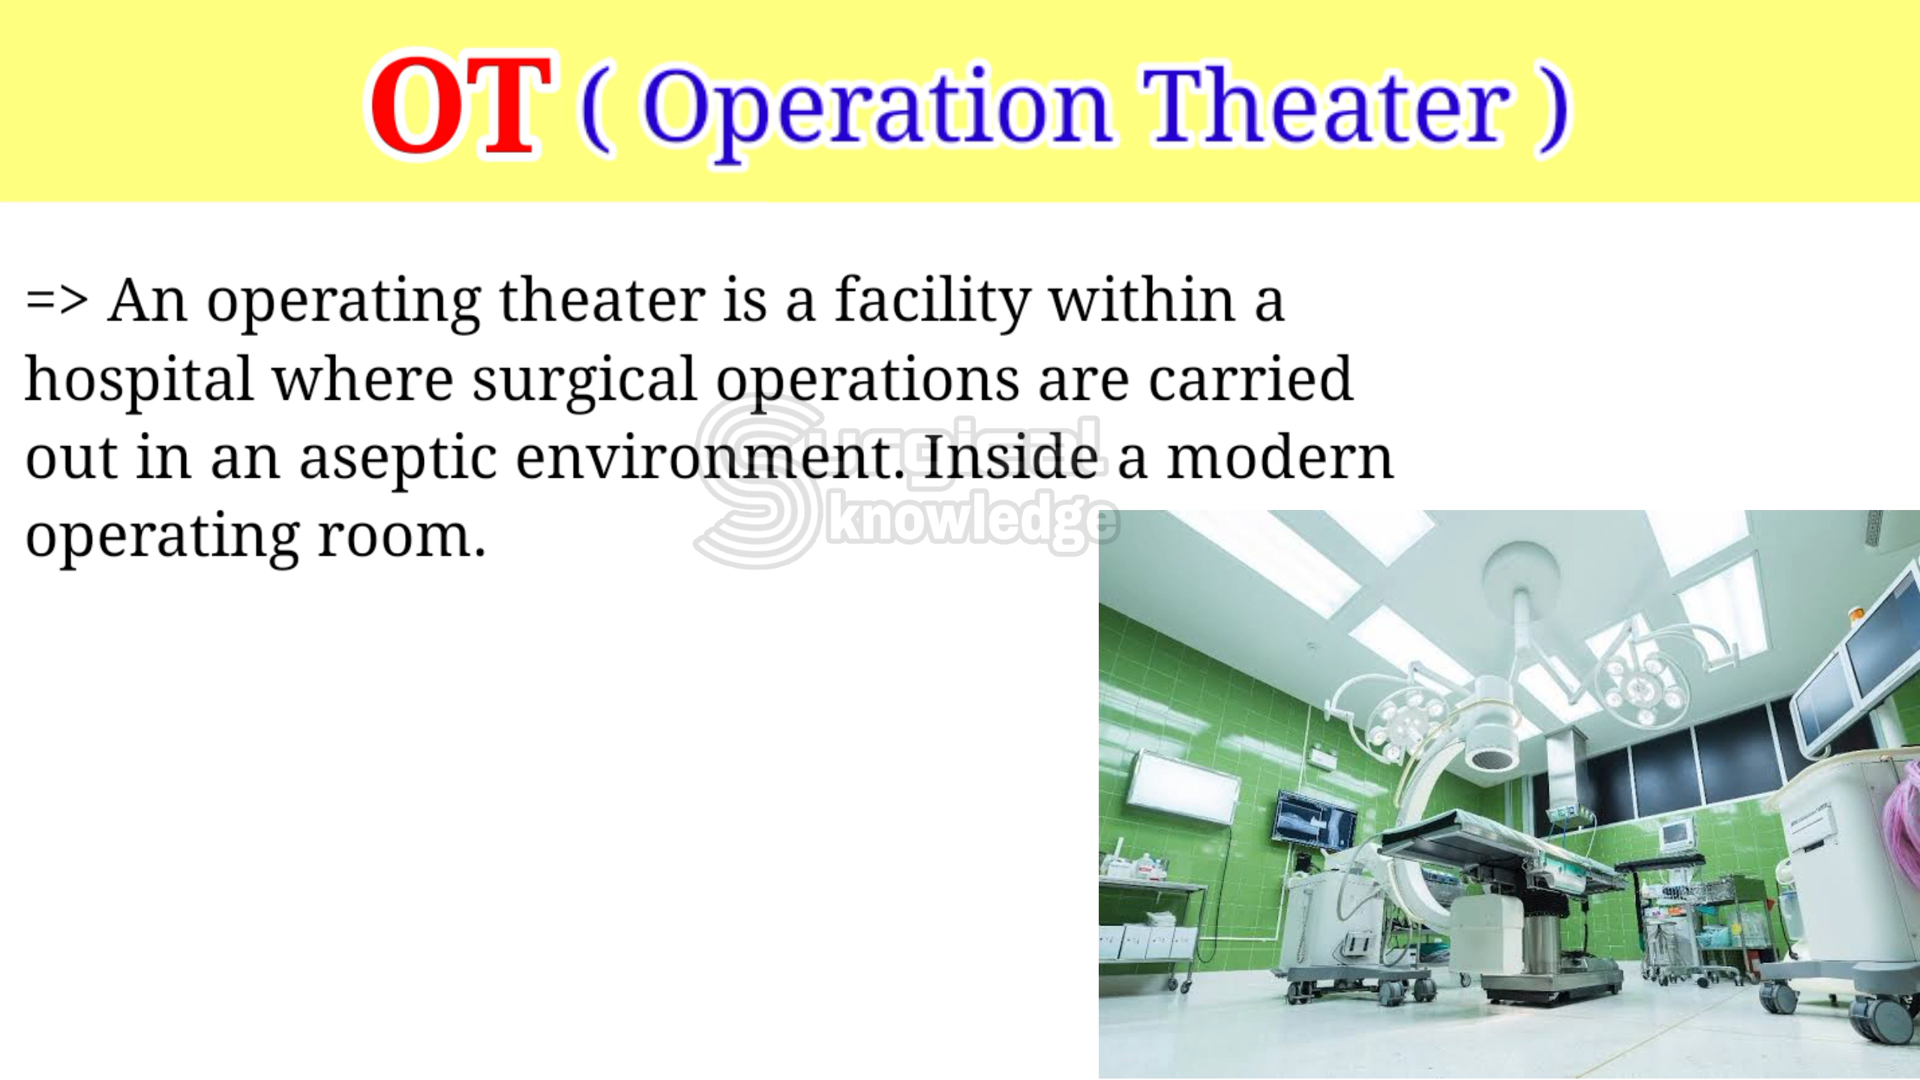 OT ( Operation Theater )
=> An operating theater is a facility within a
hospital where surgical operations are carried
out in an aseptic environment. Inside a modern
operating room.
Surgical
knowledge